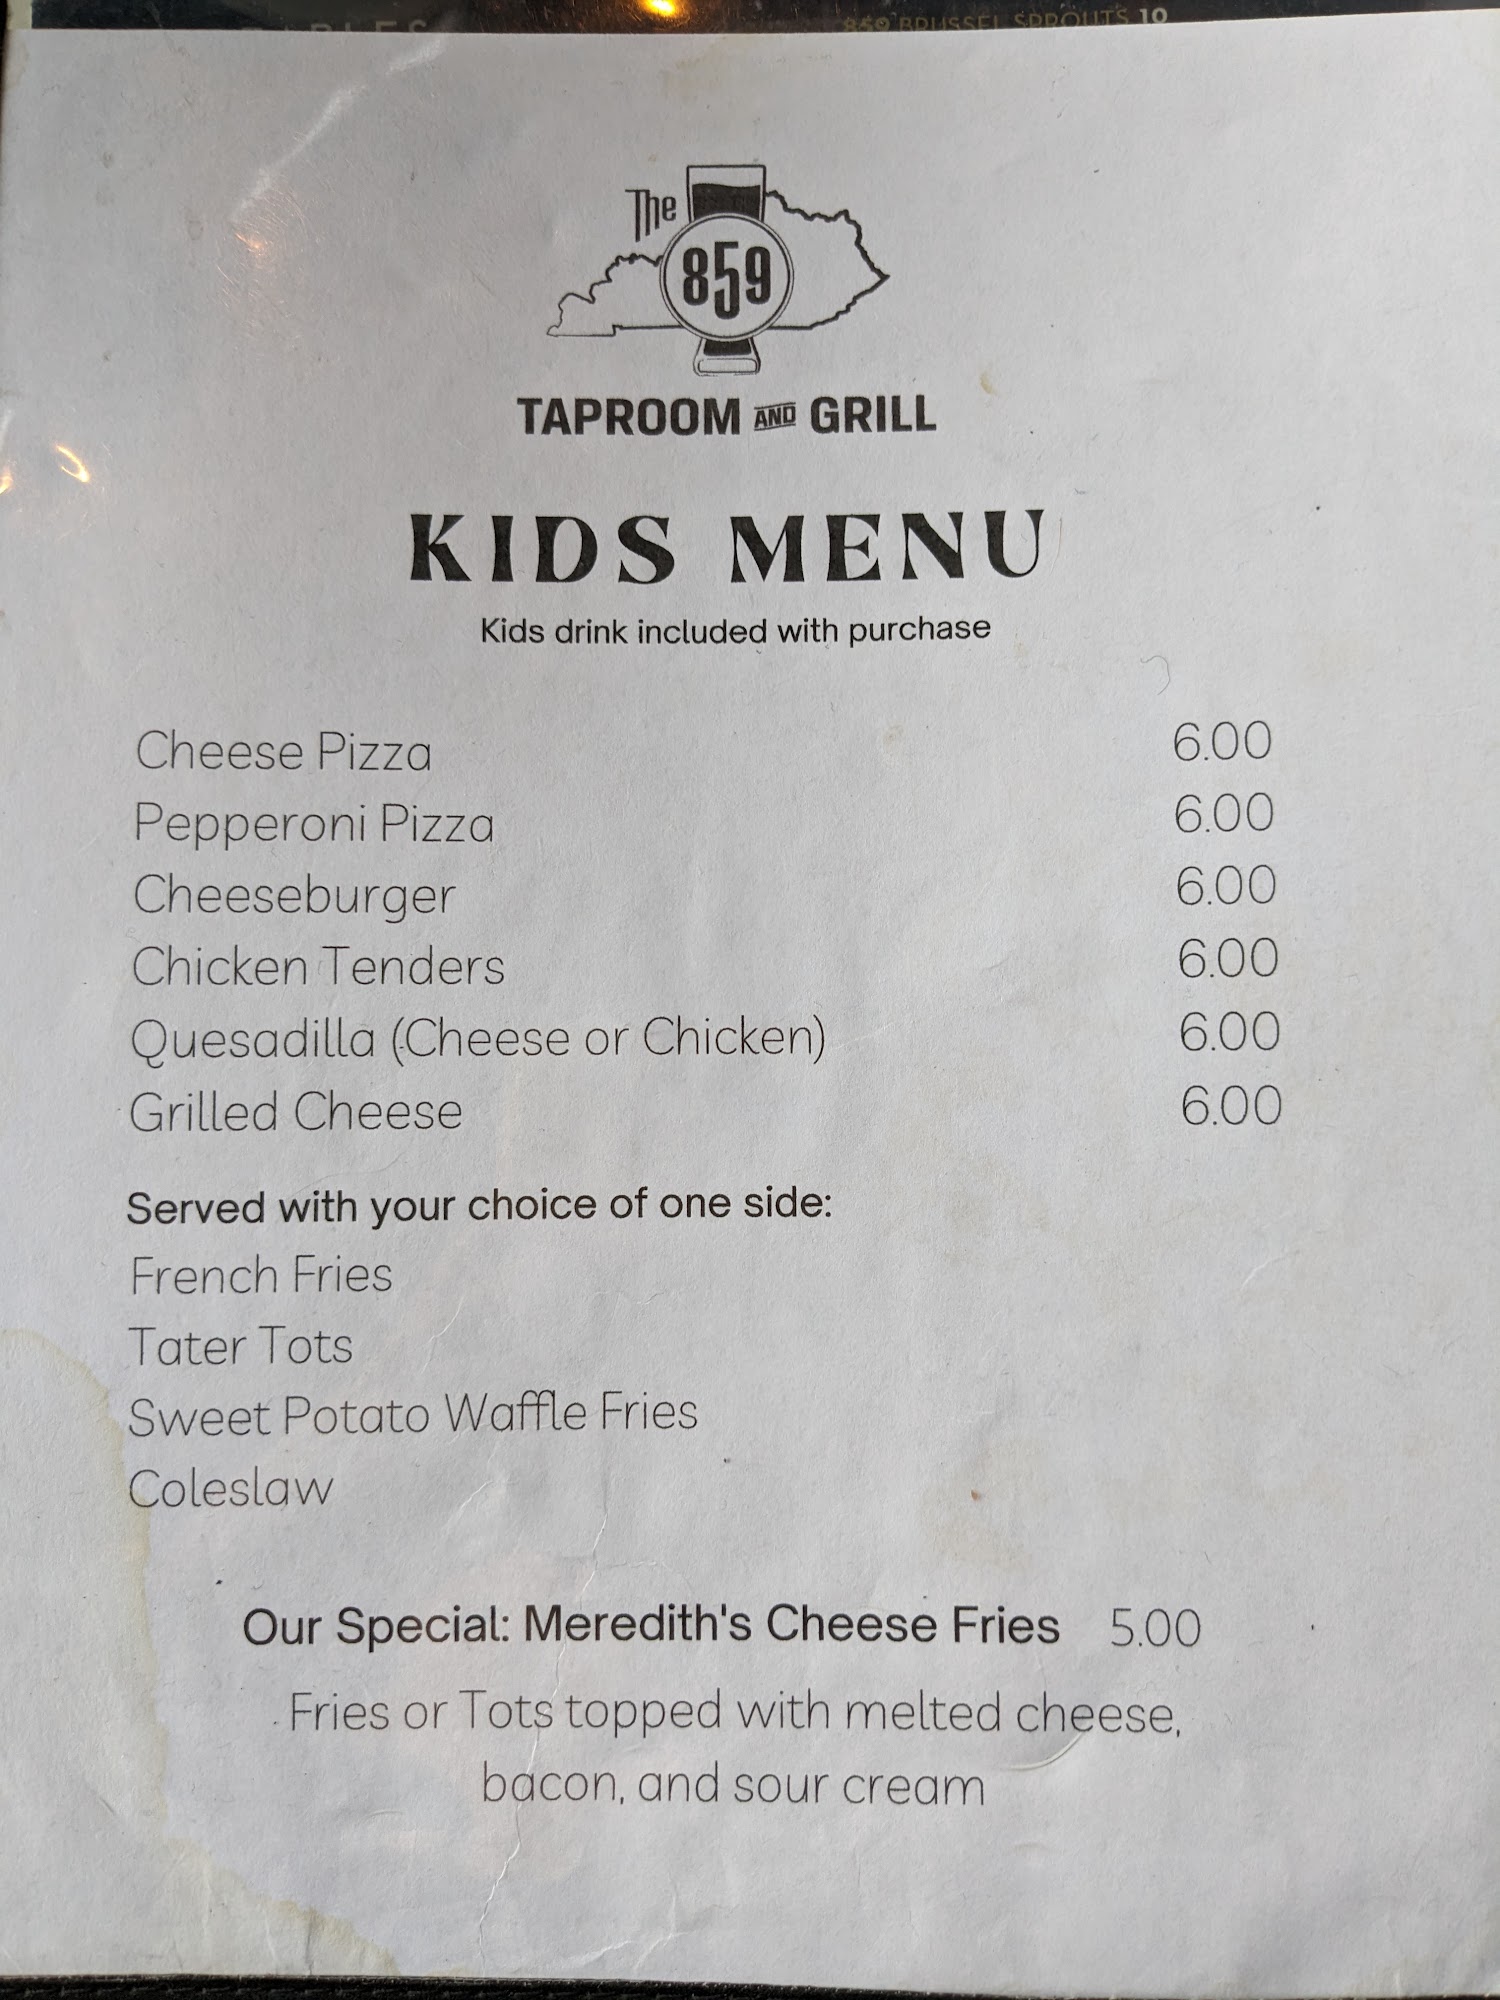 859 BRUSSEL SPROUTS 10
The
859
TAPROOM AND GRILL
KIDS MENU
Kids drink included with purchase
Cheese Pizza 6.00
Pepperoni Pizza 6.00
Cheeseburger 6.00
Chicken Tenders 6.00
Quesadilla (Cheese or Chicken) 6.00
Grilled Cheese 6.00
Served with your choice of one side:
French Fries
Tater Tots
Sweet Potato Waffle Fries
Coleslaw
Our Special: Meredith's Cheese Fries 5.00
Fries or Tots topped with melted cheese,
bacon, and sour cream